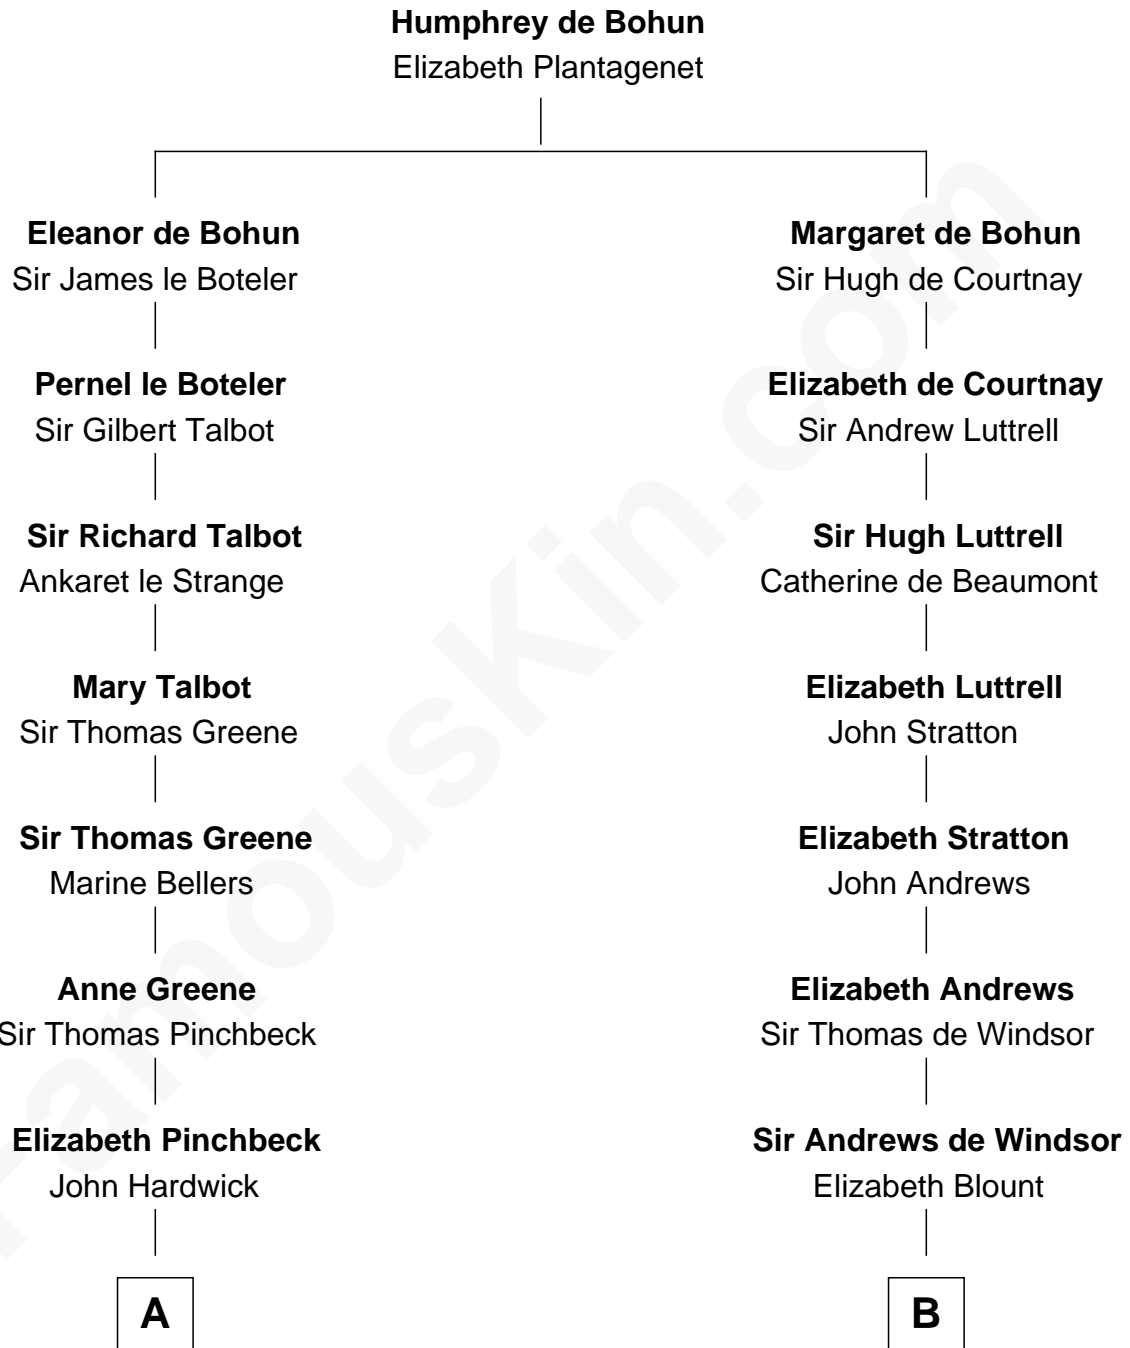 Humphrey de Bohun
Elizabeth Plantagenet
Eleanor de Bohun
Sir James le Boteler
Margaret de Bohun
Sir Hugh de Courtnay
Pernel le Boteler
Sir Gilbert Talbot
Elizabeth de Courtnay
Sir Andrew Luttrell
Sir Richard Talbot
Ankaret le Strange
Sir Hugh Luttrell
Catherine de Beaumont
Mary Talbot
Sir Thomas Greene
Elizabeth Luttrell
John Stratton
Sir Thomas Greene
Marine Bellers
Elizabeth Stratton
John Andrews
Anne Greene
Sir Thomas Pinchbeck
Elizabeth Andrews
Sir Thomas de Windsor
Elizabeth Pinchbeck
John Hardwick
Sir Andrews de Windsor
Elizabeth Blount
A
B
FamousKin.com